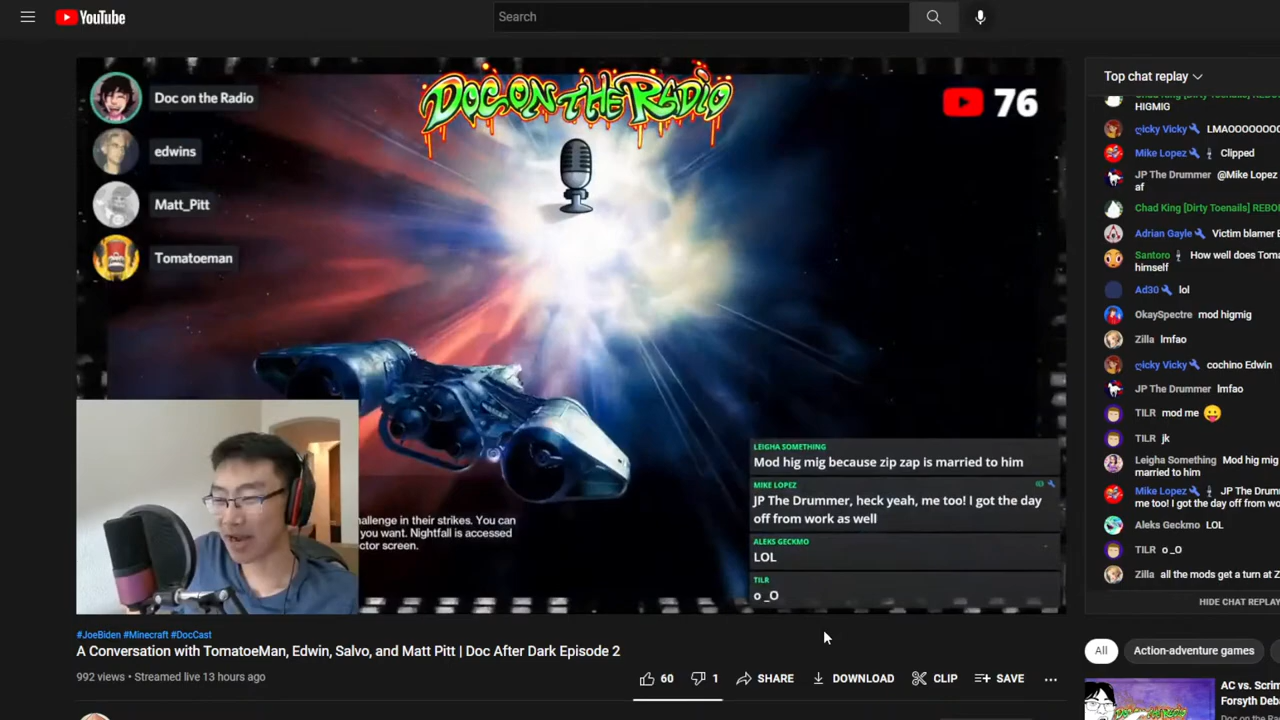 YouTube
Search
Doc on the Radio
DOC ON THE RADiO
76
edwins
Matt_Pitt
Tomatoeman
LEIGHA SOMETHING
Mod hig mig because zip zap is married to him
MIKE LOPEZ
JP The Drummer, heck yeah, me too! I got the day
off from work as well
ALEKS GECKMO
LOL
TILR
o _O
hallenge in their strikes. You can
you want. Nightfall is accessed
ctor screen.
#JoeBiden #Minecraft #DocCast
A Conversation with TomatoeMan, Edwin, Salvo, and Matt Pitt | Doc After Dark Episode 2
992 views • Streamed live 13 hours ago
60
1
SHARE
DOWNLOAD
CLIP
SAVE
Top chat replay
HIGMIG
Vicky LMAOOOOOOO
Mike Lopez Clipped
JP The Drummer @Mike Lopez
af
Chad King [Dirty Toenails] REBO
Adrian Gayle Victim blamer E
Santoro How well does Toma
himself
Ad30 lol
OkaySpectre mod higmig
Zilla lmfao
Vicky cochino Edwin
JP The Drummer lmfao
TILR mod me
TILR jk
Leigha Something Mod hig mig
married to him
Mike Lopez JP The Drum
me too! I got the day off from wo
Aleks Geckmo LOL
TILR o _O
Zilla all the mods get a turn at Z
HIDE CHAT REPLAY
All
Action-adventure games
AC vs. Scrim
Forsyth Deb
Doc on the Radio